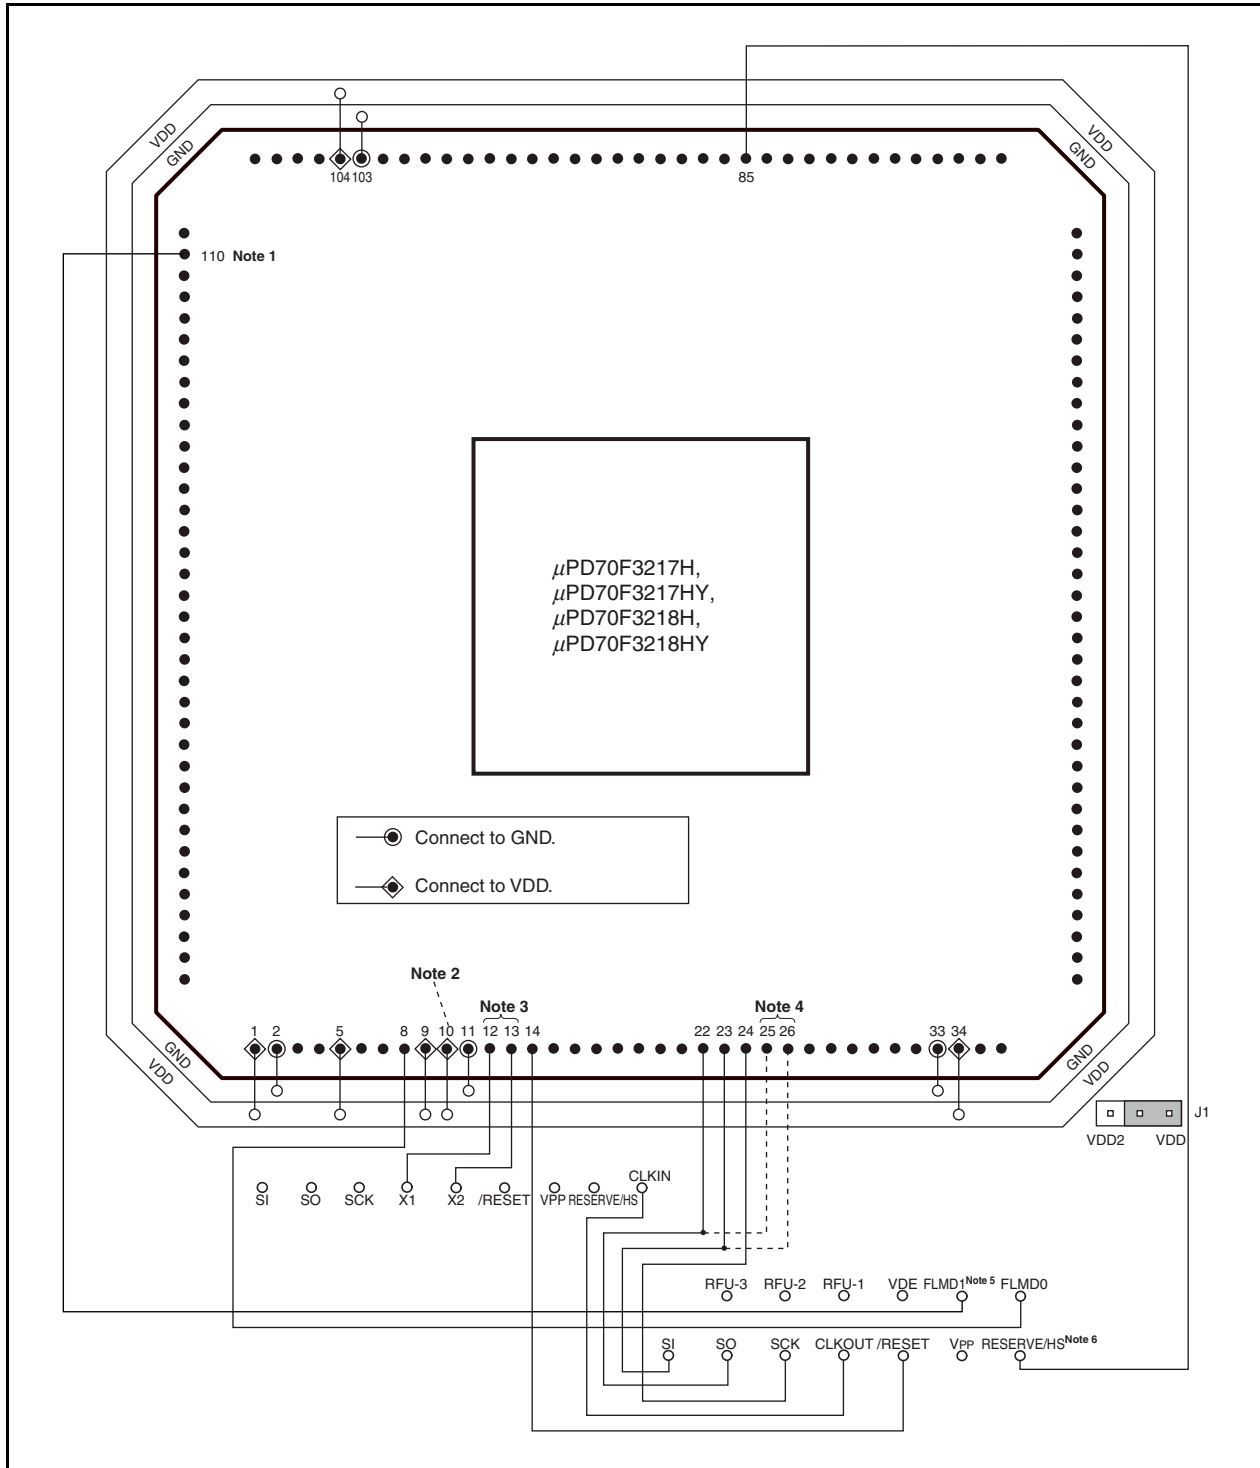 VDD
GND
VDD
GND
104 103
85
110 Note 1
μPD70F3217H,
μPD70F3217HY,
μPD70F3218H,
μPD70F3218HY
Connect to GND.
Connect to VDD.
Note 2
Note 3
Note 4
1 2 5 8 9 10 11 12 13 14 22 23 24 25 26 33 34
GND
VDD
GND
VDD
J1
VDD2 VDD
CLKIN
SI SO SCK X1 X2 /RESET VPP RESERVE/HS
RFU-3 RFU-2 RFU-1 VDE FLMD1Note 5 FLMD0
SI SO SCK CLKOUT /RESET VPP RESERVE/HSNote 6